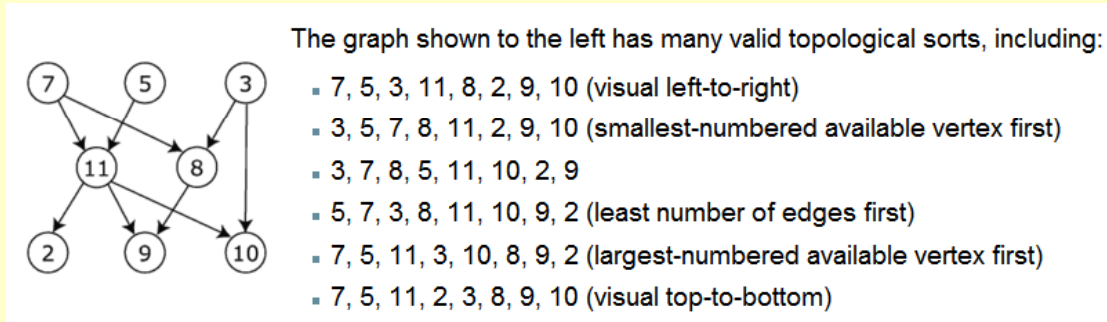 The graph shown to the left has many valid topological sorts, including:
7 5 3
▪ 7, 5, 3, 11, 8, 2, 9, 10 (visual left-to-right)
▪ 3, 5, 7, 8, 11, 2, 9, 10 (smallest-numbered available vertex first)
11 8
▪ 3, 7, 8, 5, 11, 10, 2, 9
▪ 5, 7, 3, 8, 11, 10, 9, 2 (least number of edges first)
2 9 10
▪ 7, 5, 11, 3, 10, 8, 9, 2 (largest-numbered available vertex first)
▪ 7, 5, 11, 2, 3, 8, 9, 10 (visual top-to-bottom)